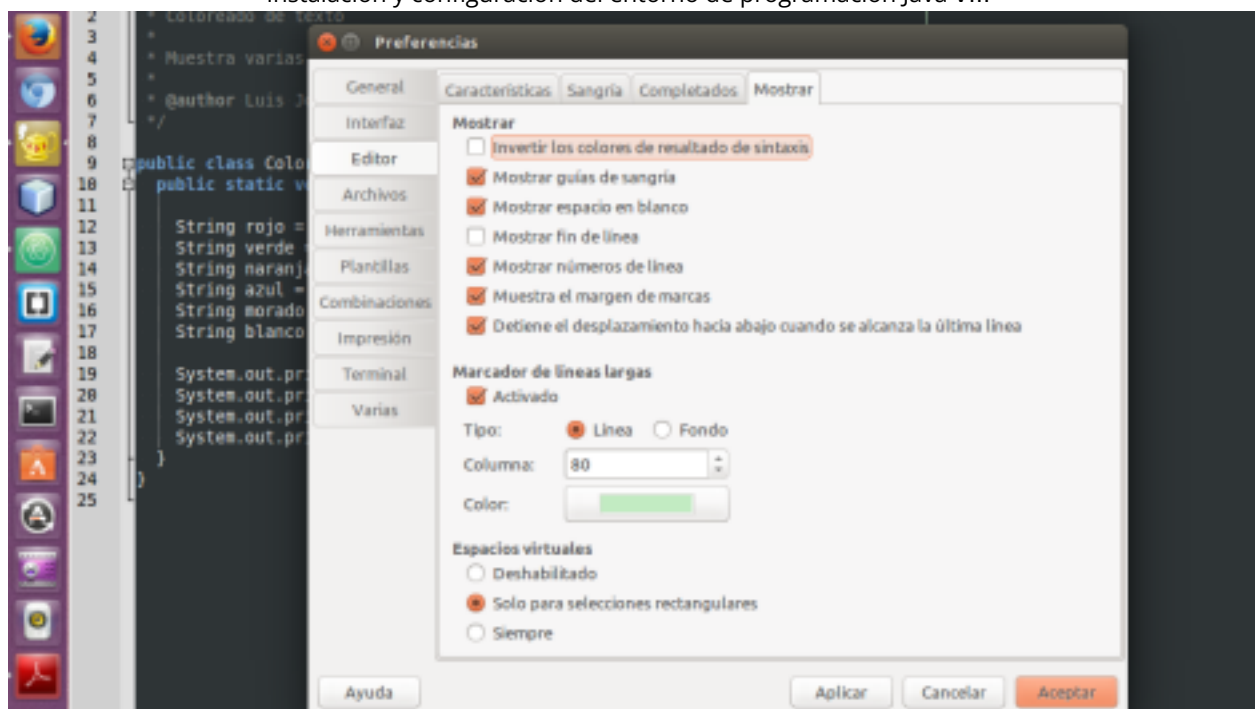 Instalación y configuración del entorno de programación Java V...
2 * Coloreado de texto
3 *
4 * Muestra varias
5 *
6 * @author Luis J
7 */
8
9 public class Colo
10 public static v
11
12 String rojo =
13 String verde
14 String naranj
15 String azul =
16 String morado
17 String blanco
18
19 System.out.pr
20 System.out.pr
21 System.out.pr
22 System.out.pr
23 }
24 }
25
Preferencias
General
Interfaz
Editor
Archivos
Herramientas
Plantillas
Combinaciones
Impresión
Terminal
Varias
Características Sangría Completados Mostrar
Mostrar
Invertir los colores de resaltado de sintaxis
Mostrar guías de sangría
Mostrar espacio en blanco
Mostrar fin de línea
Mostrar números de línea
Muestra el margen de marcas
Detiene el desplazamiento hacia abajo cuando se alcanza la última línea
Marcador de líneas largas
Activado
Tipo: Línea Fondo
Columna: 80
Color:
Espacios virtuales
Deshabilitado
Solo para selecciones rectangulares
Siempre
Ayuda Aplicar Cancelar Aceptar